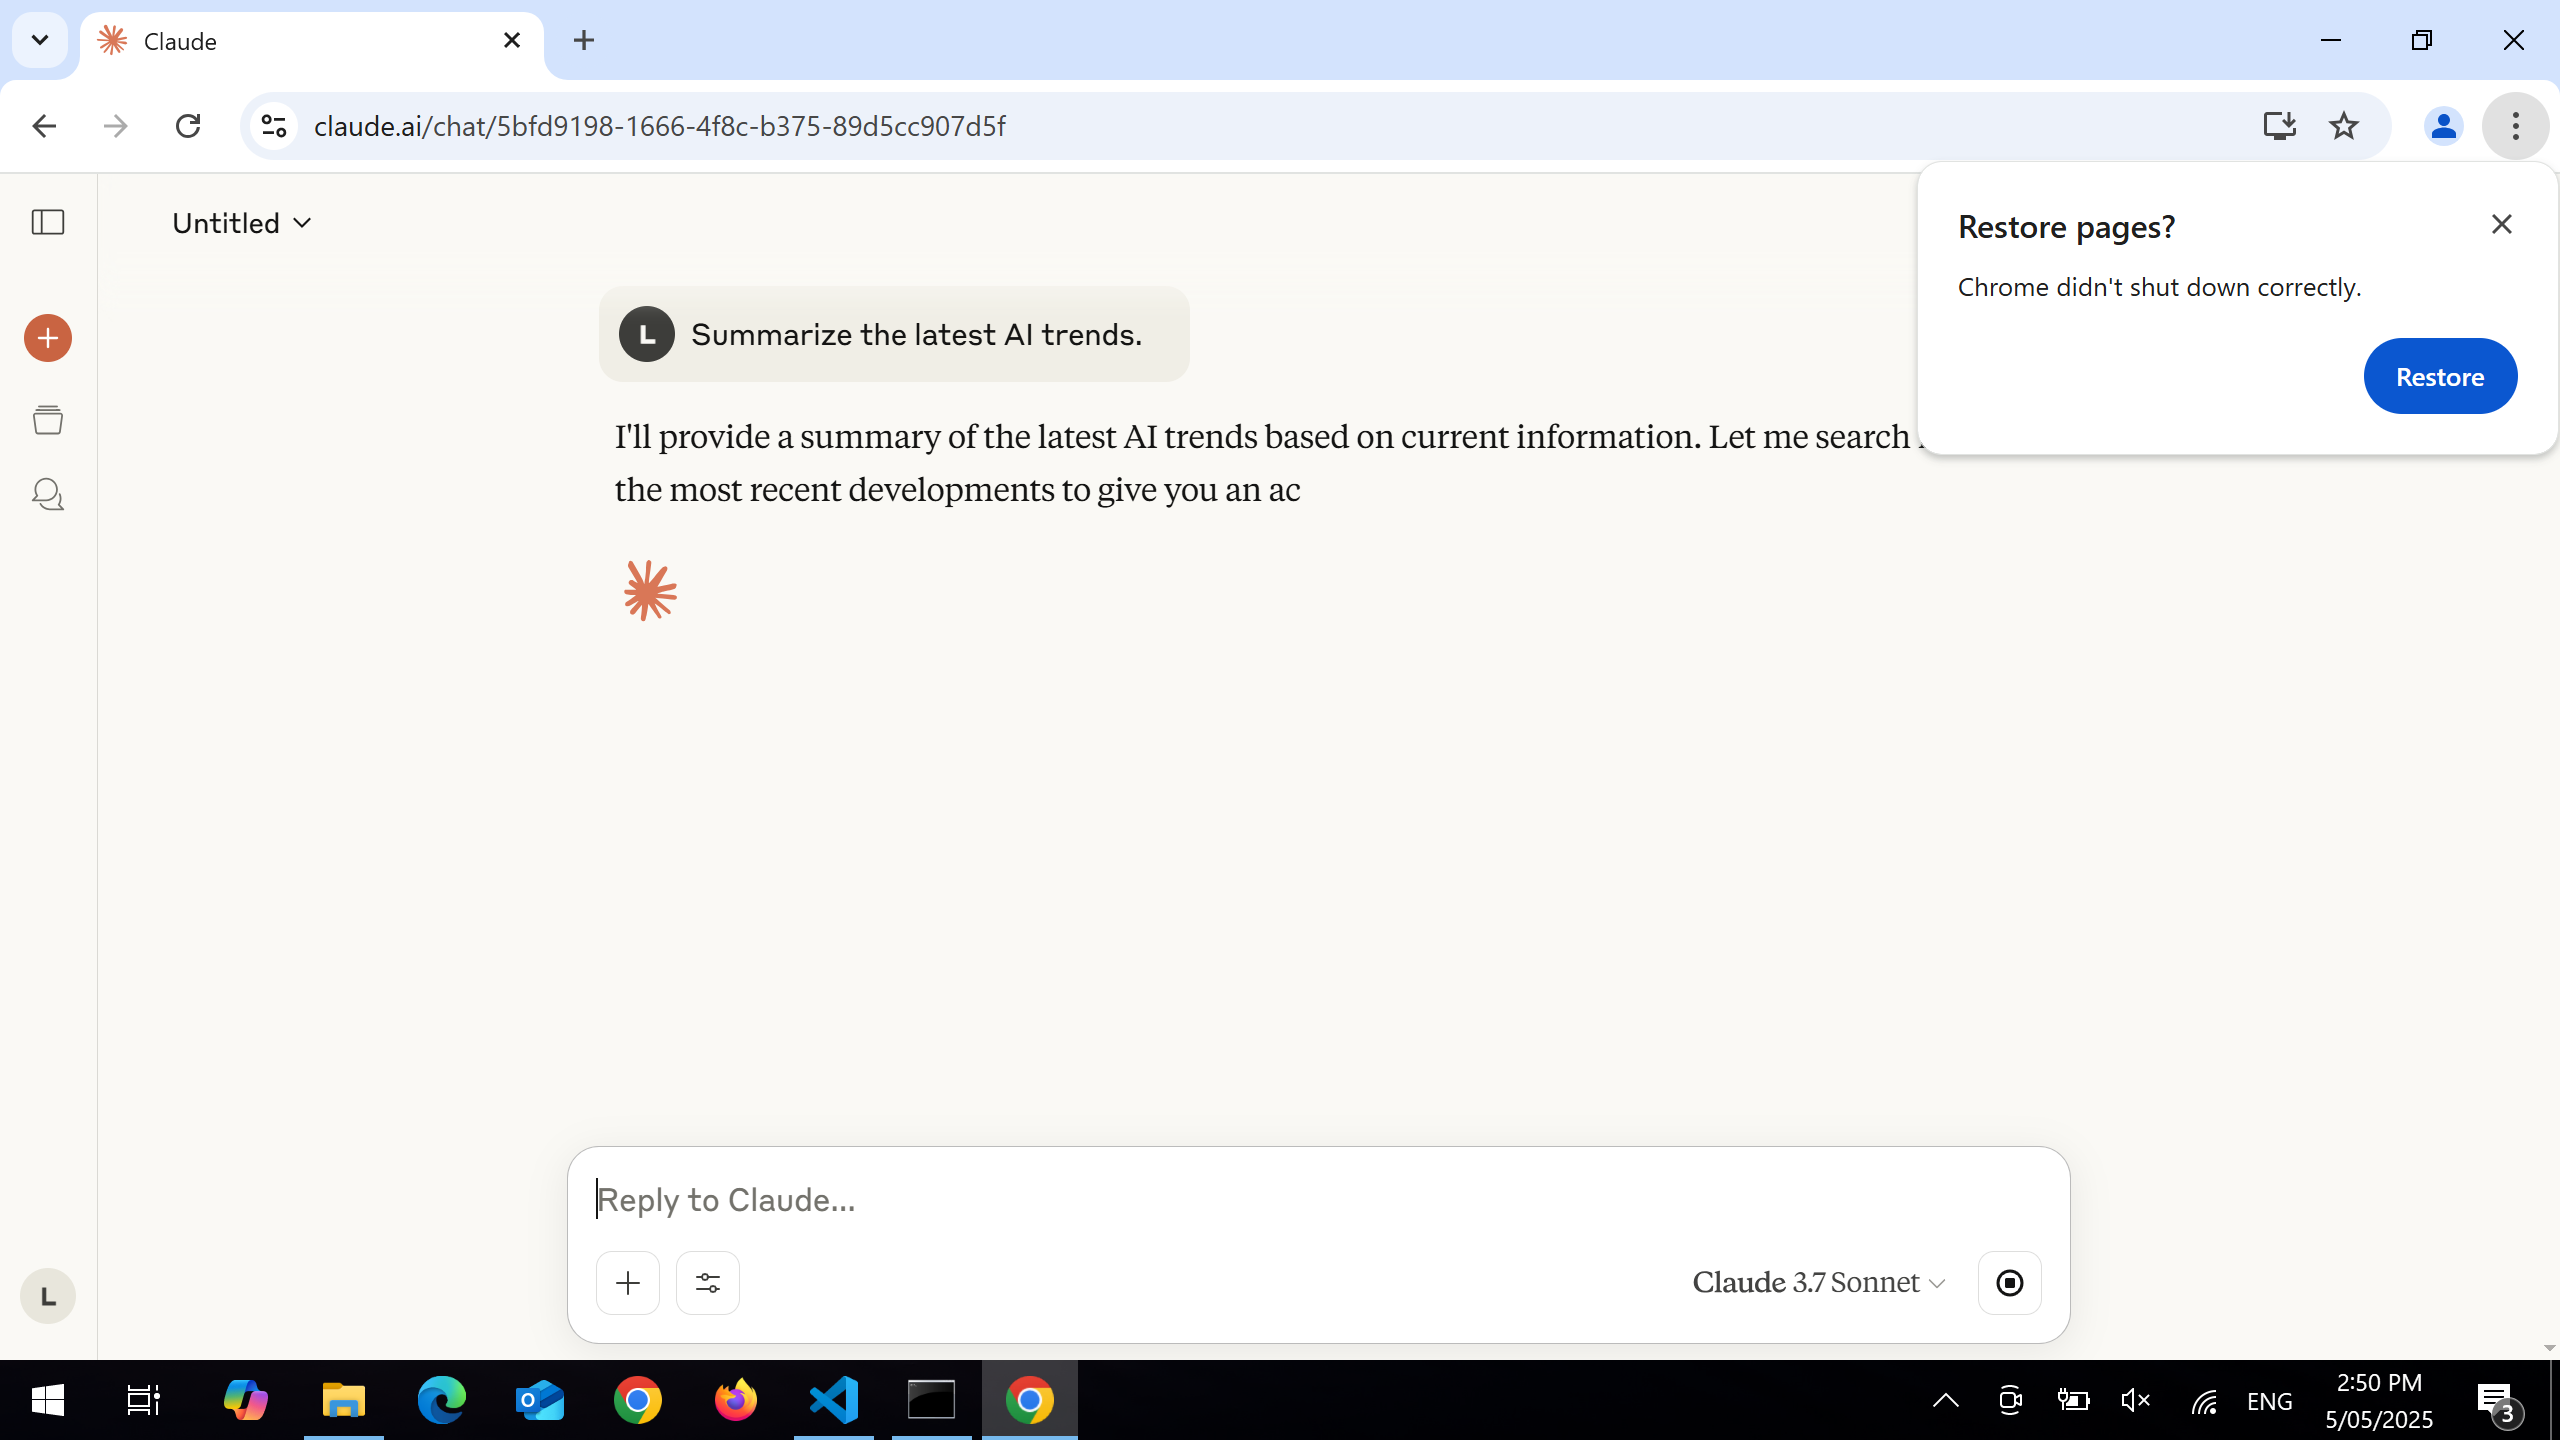 Claude
claude.ai/chat/5bfd9198-1666-4f8c-b375-89d5cc907d5f
Untitled
Restore pages?
Chrome didn't shut down correctly.
Restore
L
Summarize the latest AI trends.
I'll provide a summary of the latest AI trends based on current information. Let me search
the most recent developments to give you an ac
Reply to Claude...
Claude 3.7 Sonnet
L
ENG
2:50 PM
5/05/2025
3